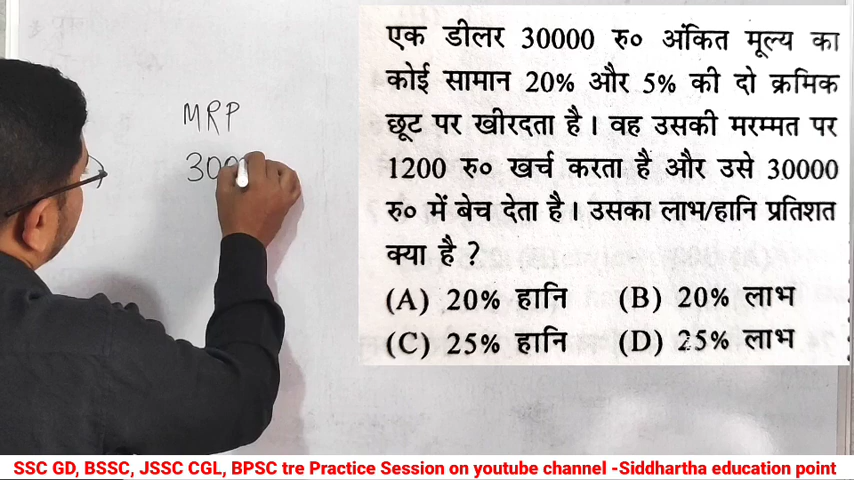 MRP
300
एक डीलर 30000 रु० अंकित मूल्य का
कोई सामान 20% और 5% की दो क्रमिक
छूट पर खीरदता है। वह उसकी मरम्मत पर
1200 रु० खर्च करता है और उसे 30000
रु० में बेच देता है। उसका लाभ/हानि प्रतिशत
क्या है ?
(A) 20% हानि (B) 20% लाभ
(C) 25% हानि (D) 25% लाभ
SSC GD, BSSC, JSSC CGL, BPSC tre Practice Session on youtube channel -Siddhartha education point